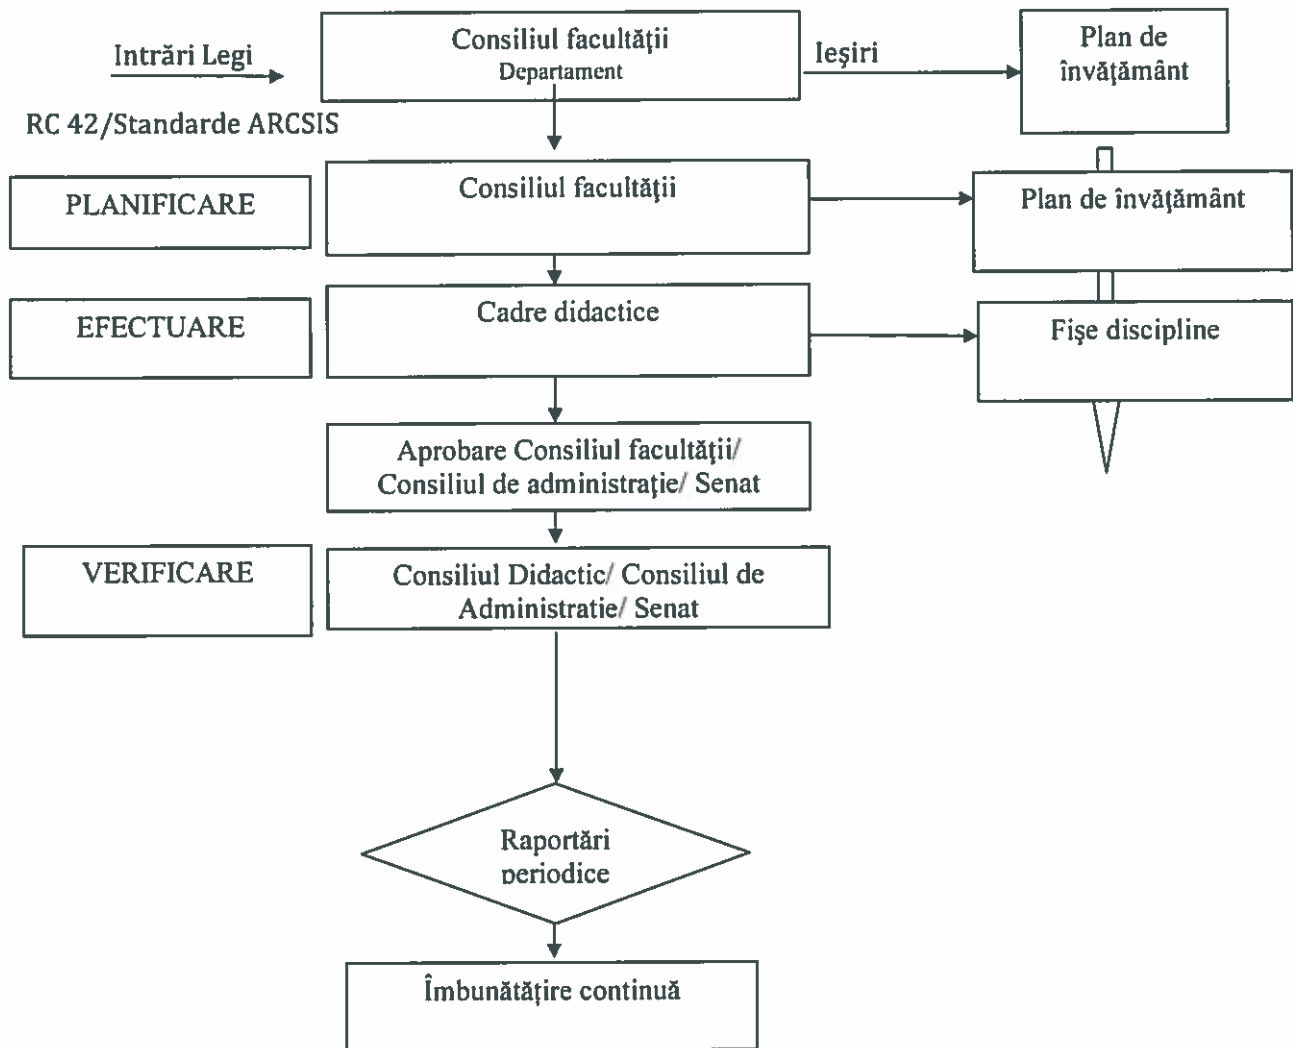 Intrări Legi
Consiliul facultăţii
Departament
Ieşiri
Plan de
învăţământ
RC 42/Standarde ARCSIS
PLANIFICARE
Consiliul facultăţii
Plan de învăţământ
EFECTUARE
Cadre didactice
Fişe discipline
Aprobare Consiliul facultăţii/
Consiliul de administraţie/ Senat
VERIFICARE
Consiliul Didactic/ Consiliul de
Administratie/ Senat
Raportări
periodice
Îmbunătăţire continuă